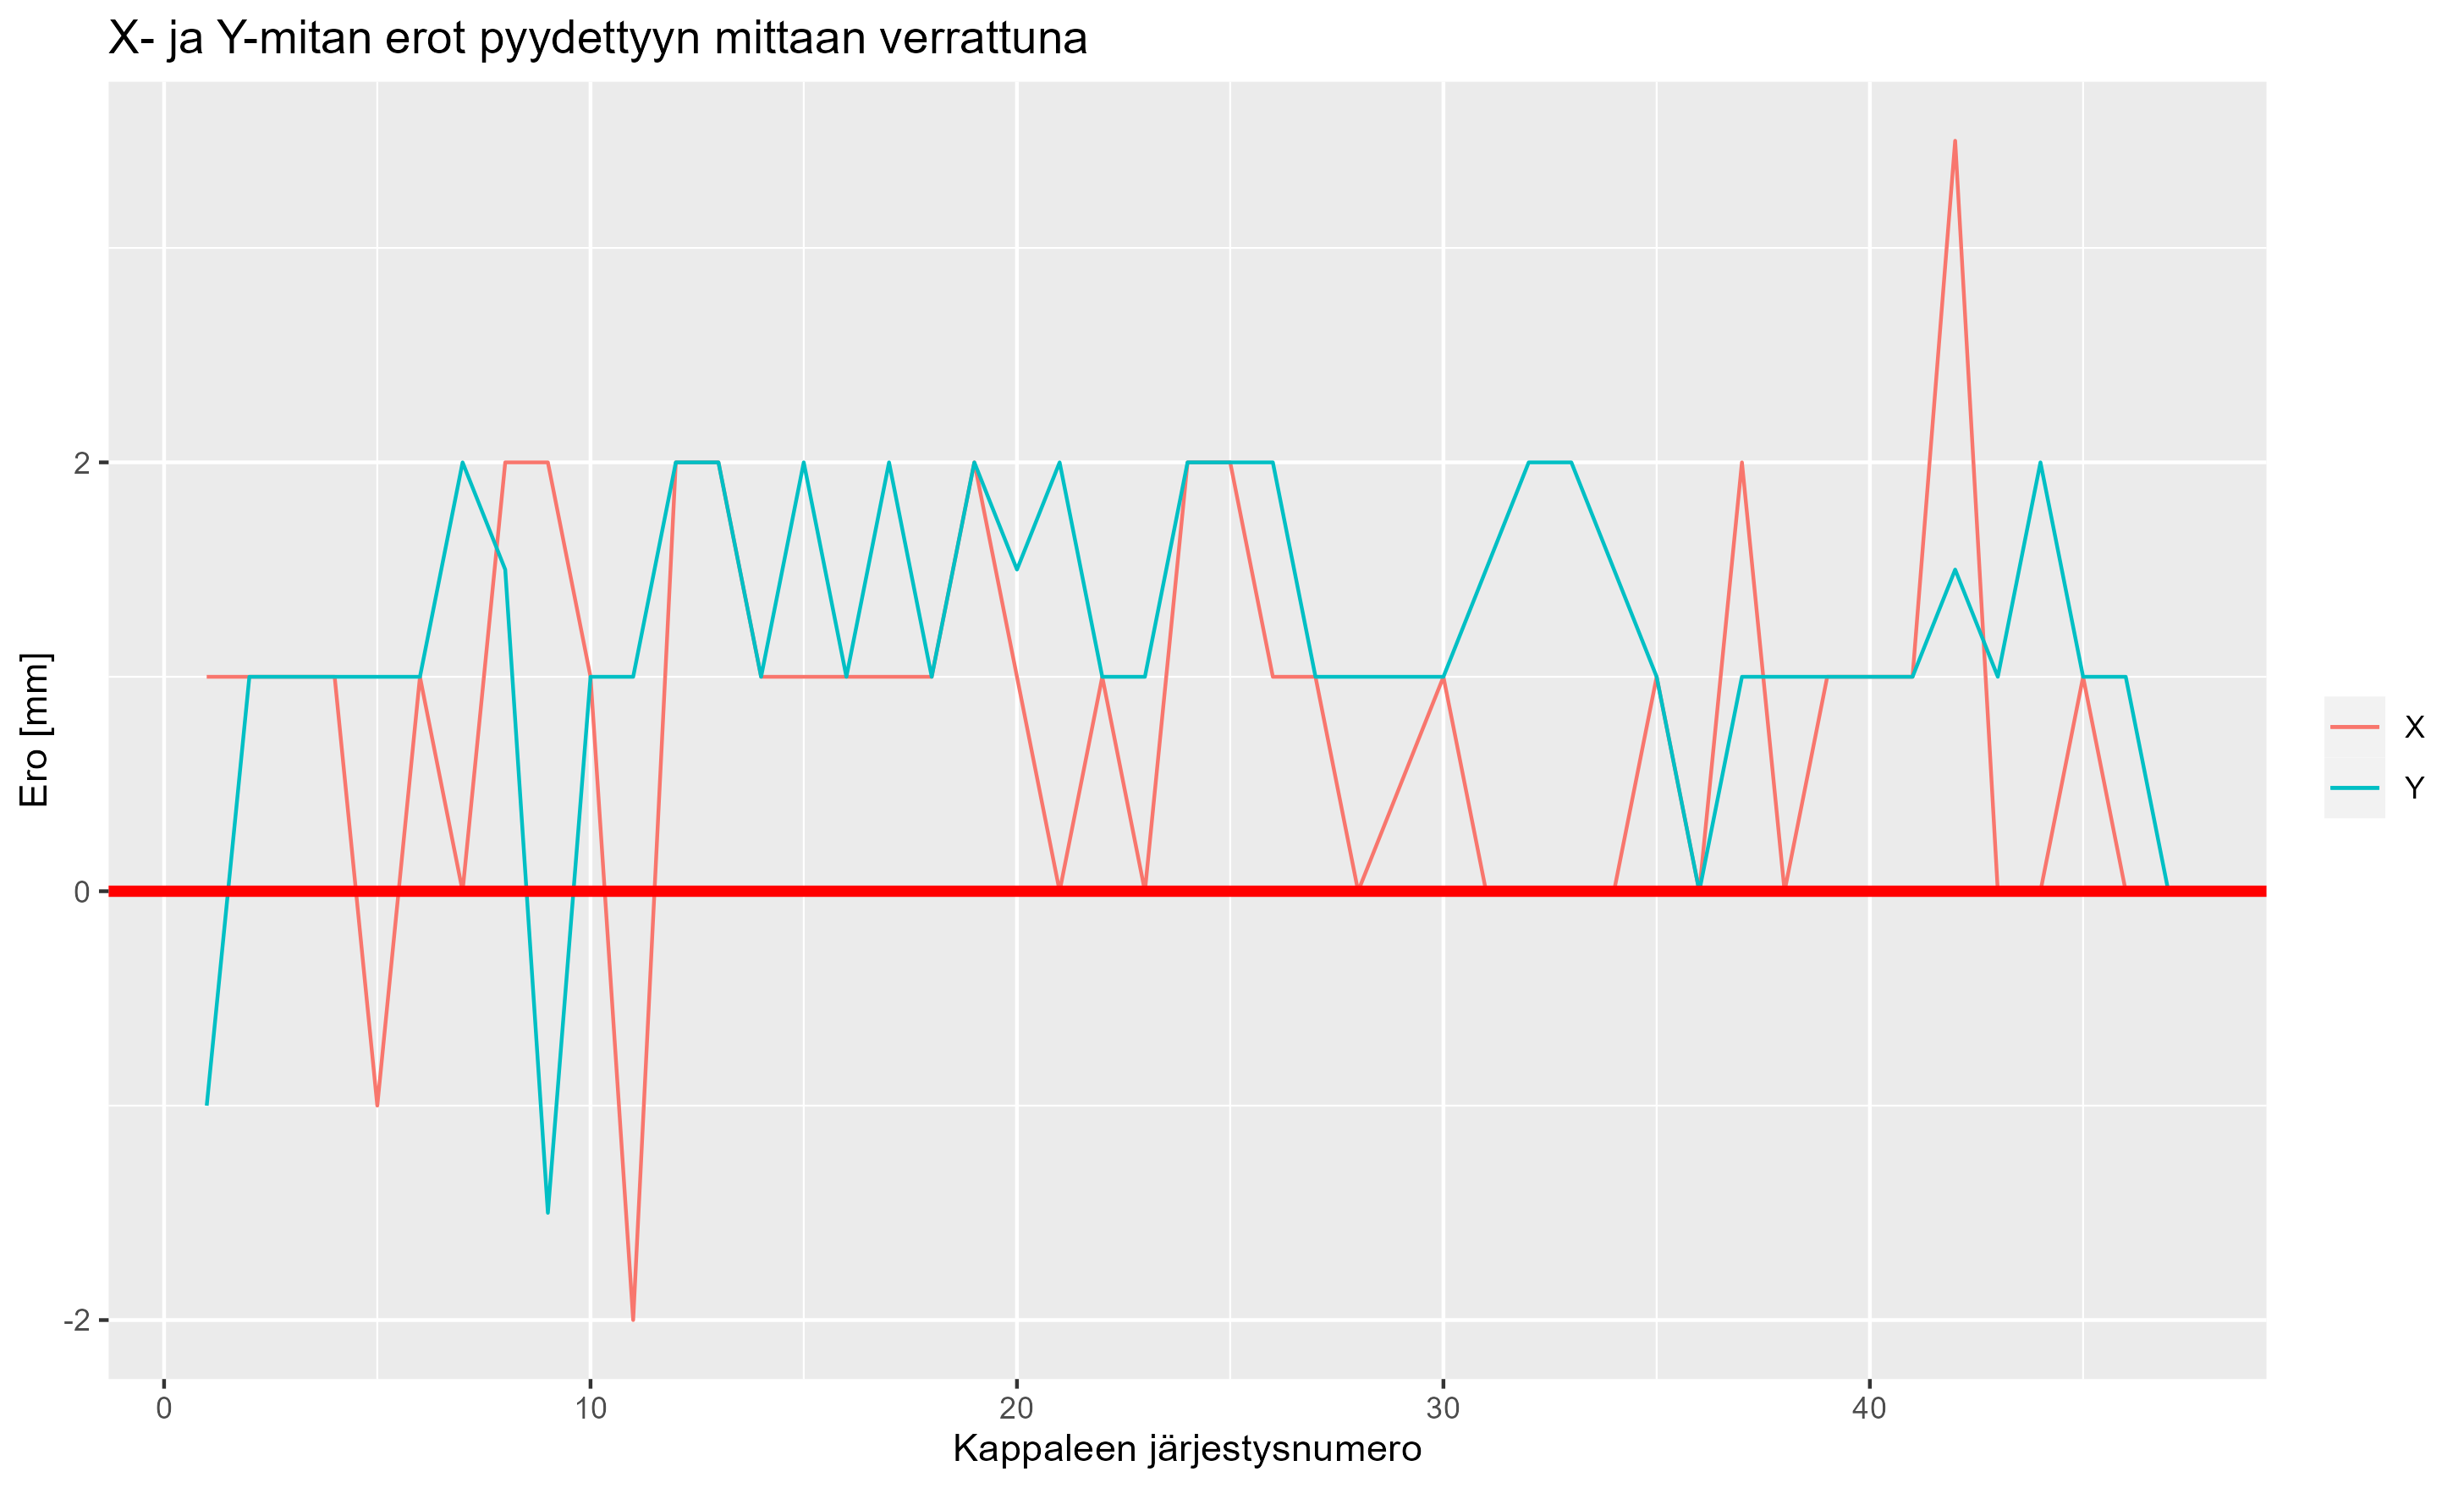 X- ja Y-mitan erot pyydettyyn mittaan verrattuna
Ero [mm]
2
0
-2
0 10 20 30 40
Kappaleen järjestysnumero
X
Y